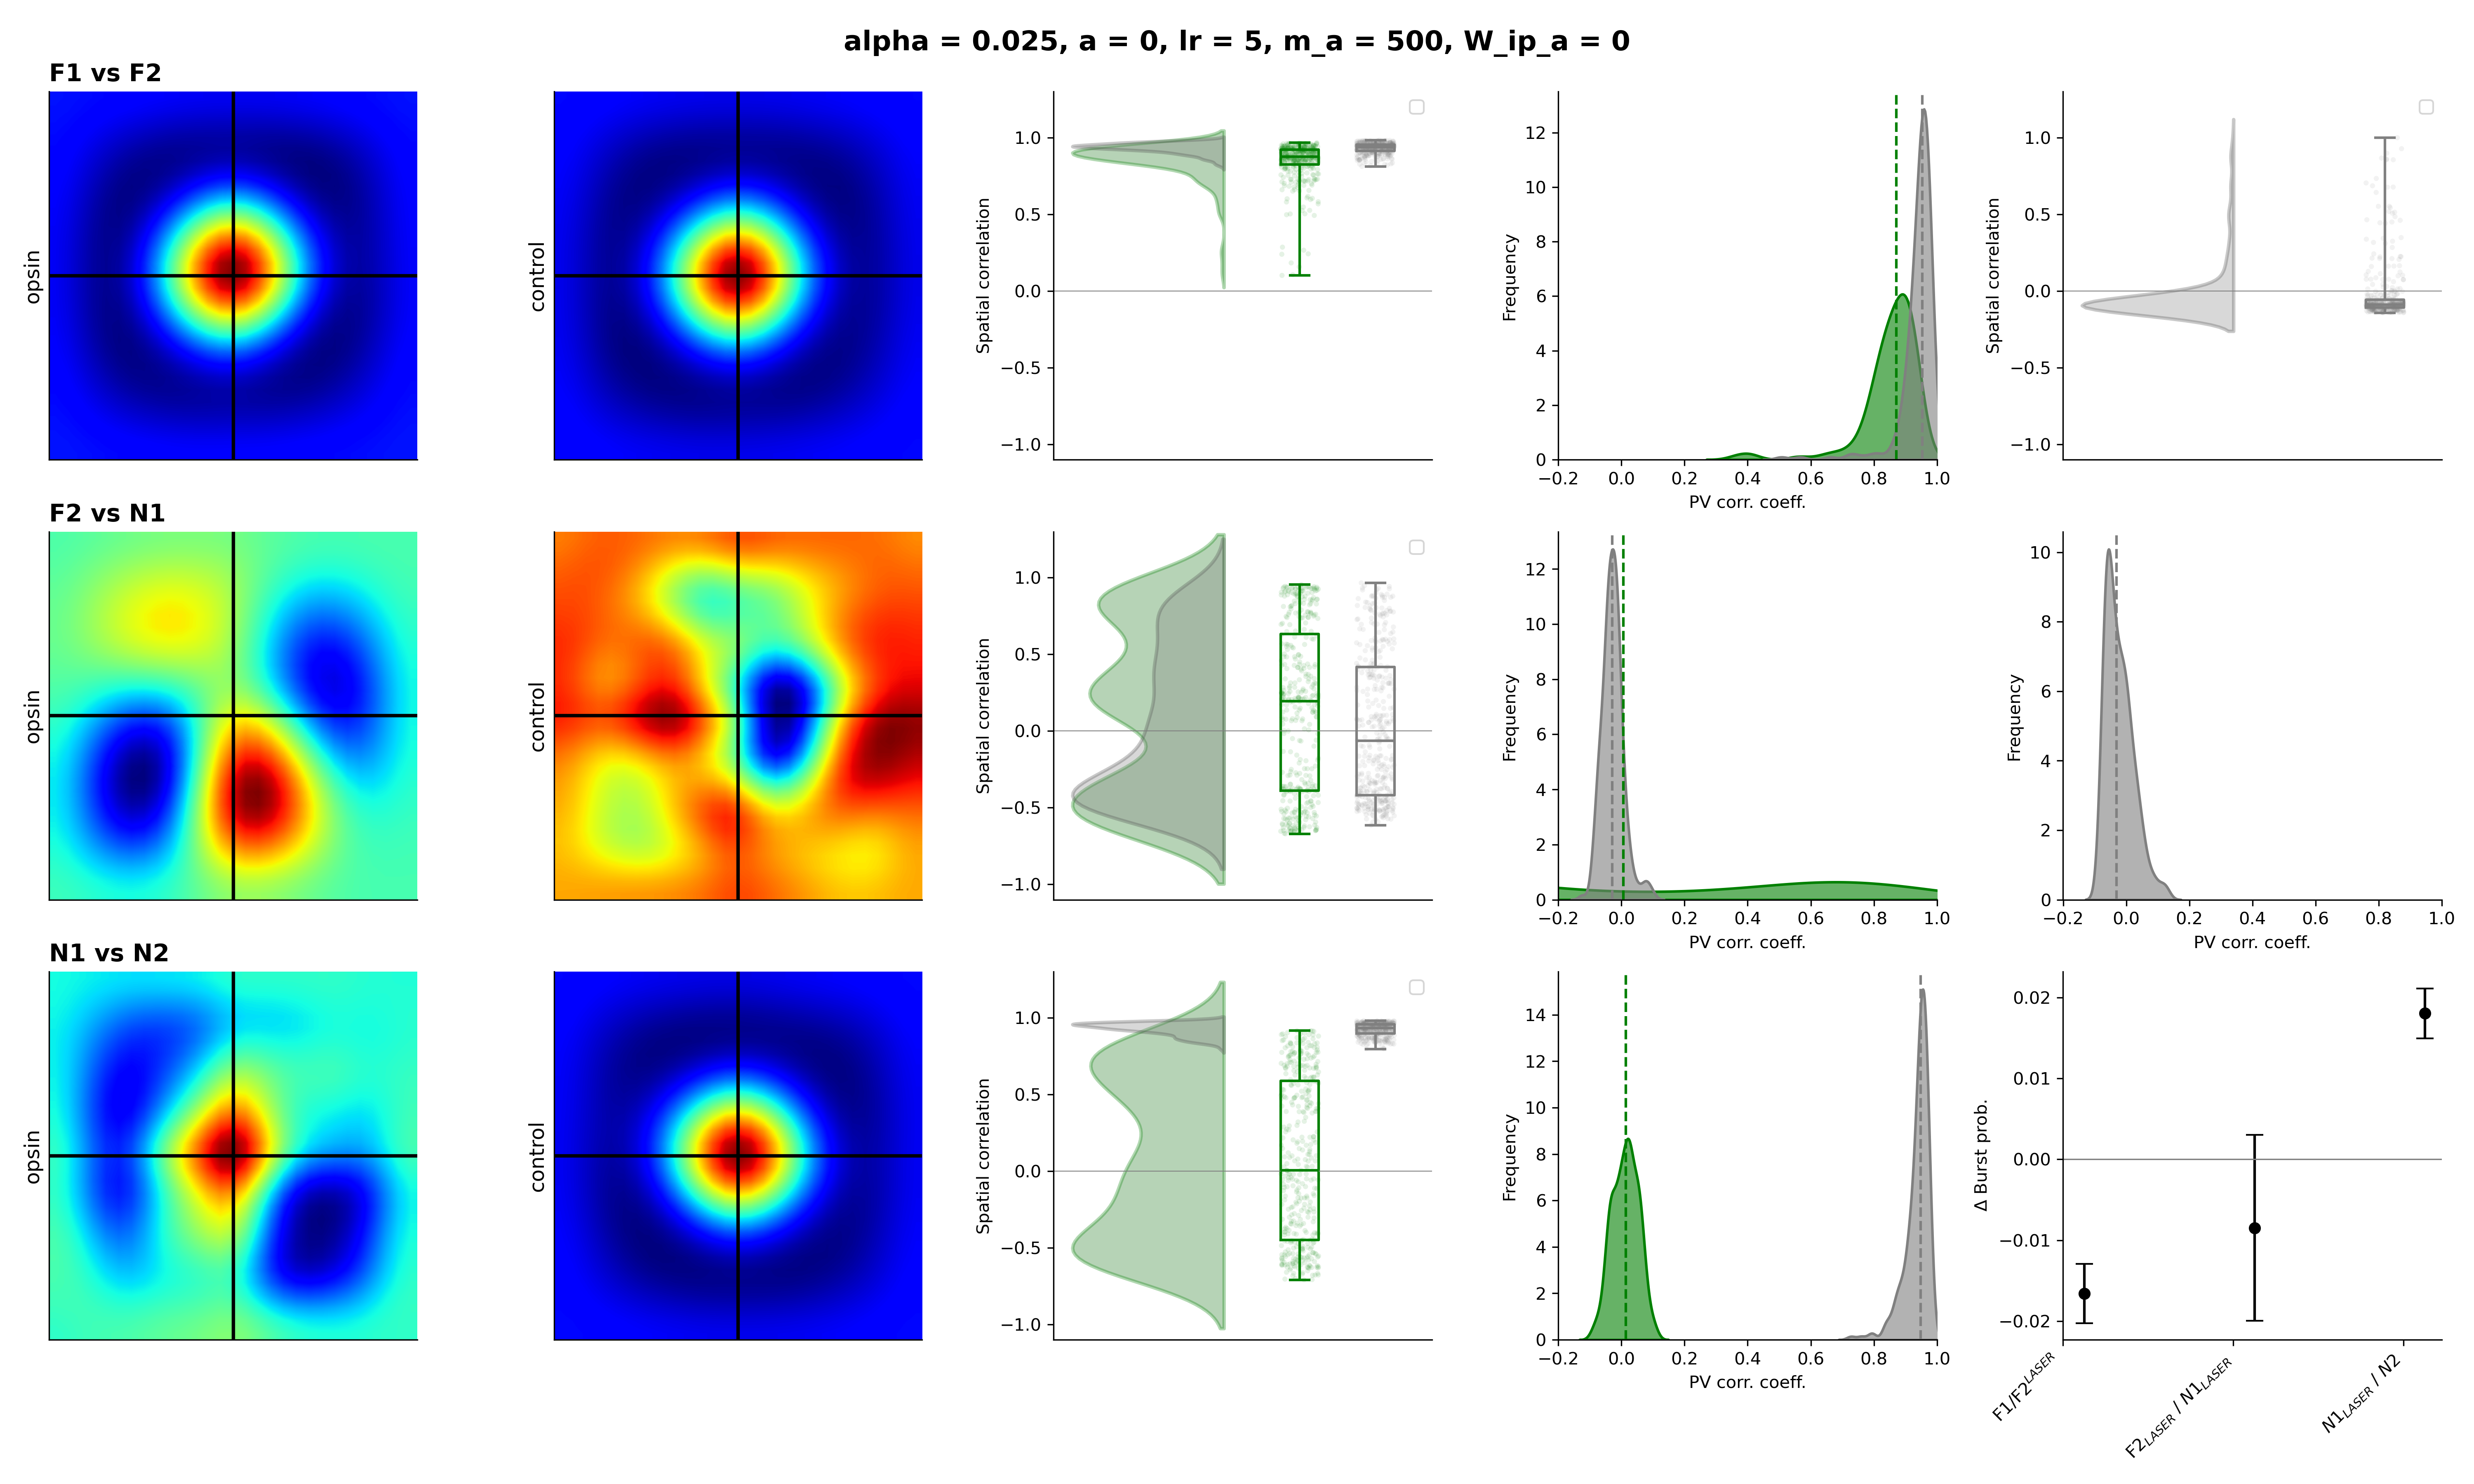 alpha = 0.025, a = 0, lr = 5, m_a = 500, W_ip_a = 0
F1 vs F2
opsin
control
Spatial correlation
1.0
0.5
0.0
−0.5
−1.0
Frequency
12
10
8
6
4
2
0
−0.2 0.0 0.2 0.4 0.6 0.8 1.0
PV corr. coeff.
Spatial correlation
1.0
0.5
0.0
−0.5
−1.0
F2 vs N1
opsin
control
Spatial correlation
1.0
0.5
0.0
−0.5
−1.0
Frequency
12
10
8
6
4
2
0
−0.2 0.0 0.2 0.4 0.6 0.8 1.0
PV corr. coeff.
Frequency
10
8
6
4
2
0
−0.2 0.0 0.2 0.4 0.6 0.8 1.0
PV corr. coeff.
N1 vs N2
opsin
control
Spatial correlation
1.0
0.5
0.0
−0.5
−1.0
Frequency
14
12
10
8
6
4
2
0
−0.2 0.0 0.2 0.4 0.6 0.8 1.0
PV corr. coeff.
Δ Burst prob.
0.02
0.01
0.00
−0.01
−0.02
F1/F2^LASER
F2_LASER / N1_LASER
N1_LASER / N2